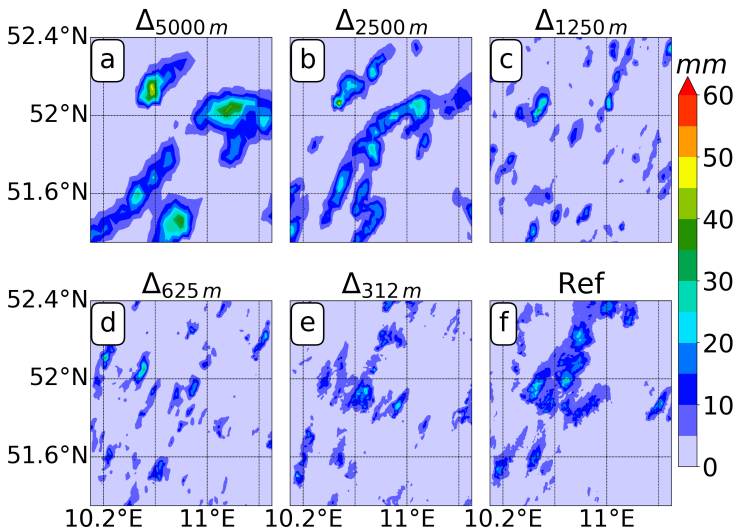 Δ5000 m Δ2500 m Δ1250 m
52.4°N a b c
mm
60
52°N
50
51.6°N
40
30
Δ625 m Δ312 m Ref
52.4°N d e f
20
52°N
10
51.6°N
0
10.2°E 11°E 10.2°E 11°E 10.2°E 11°E